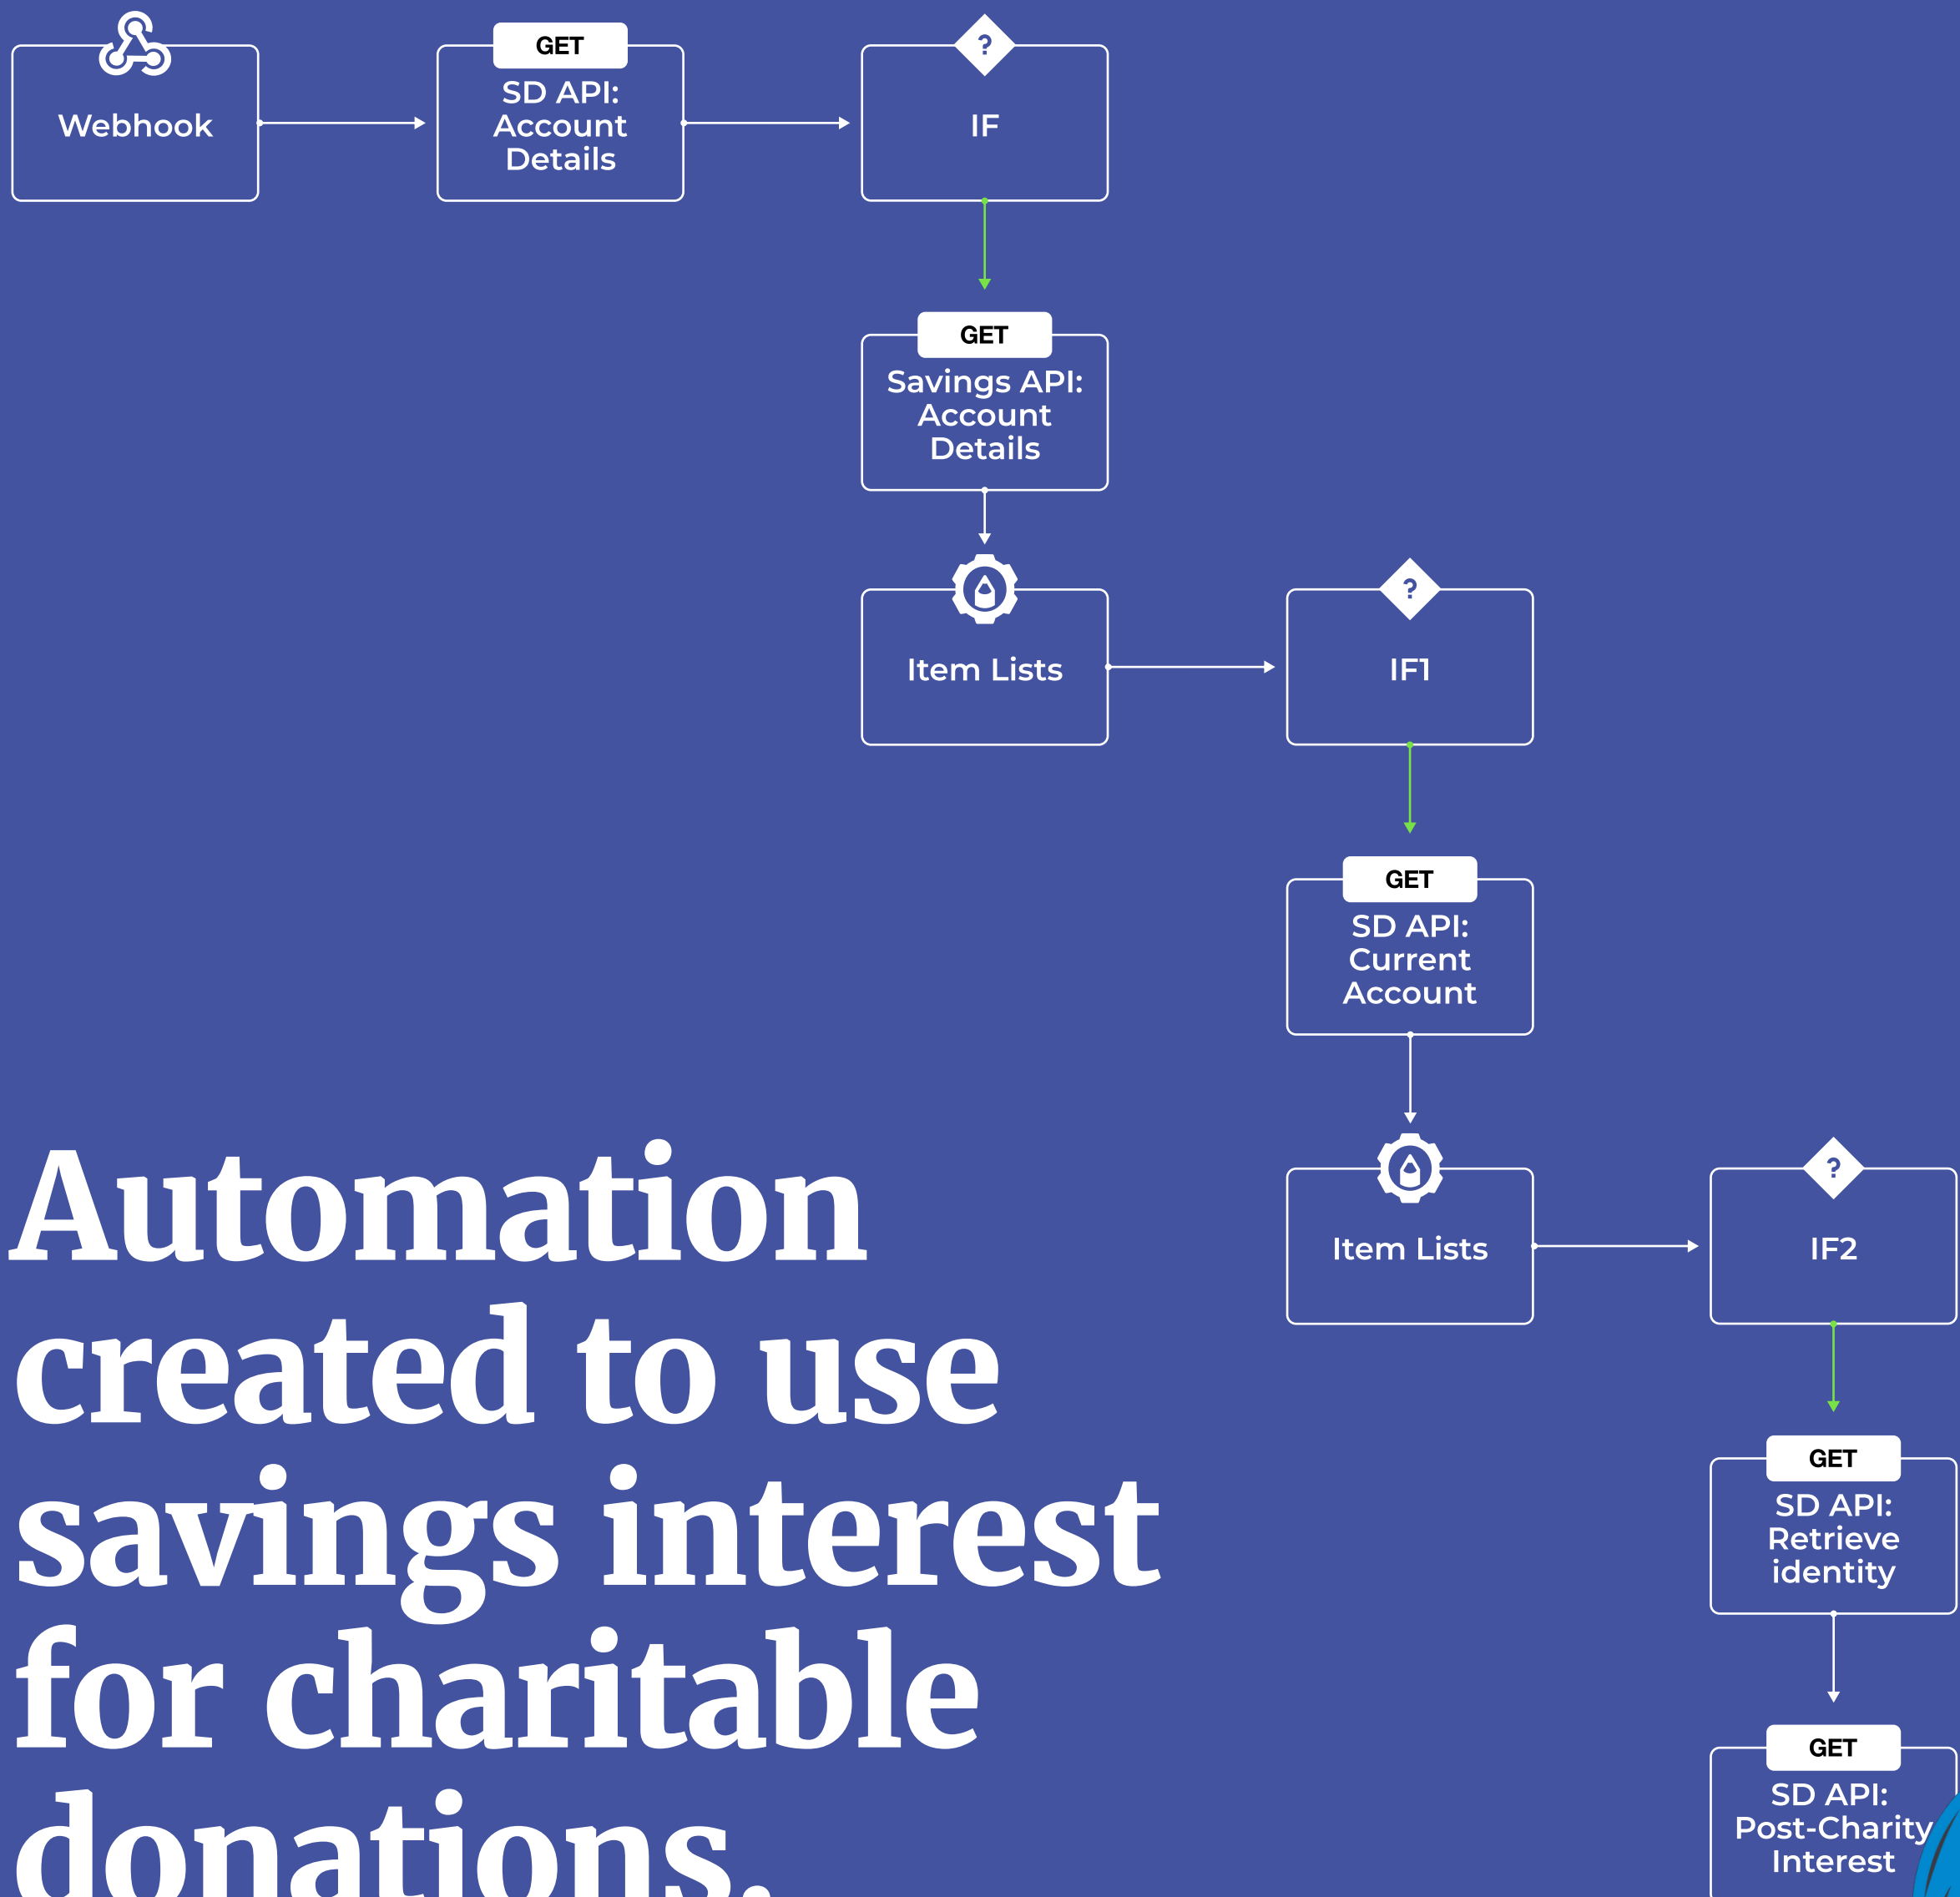 Webhook
GET
SD API:
Account
Details
?
IF
GET
Savings API:
Account
Details
Item Lists
?
IF1
GET
SD API:
Current
Account
Item Lists
?
IF2
GET
SD API:
Retrieve
identity
GET
SD API:
Post-Charity
Interest
Automation
created to use
savings interest
for charitable
donations.